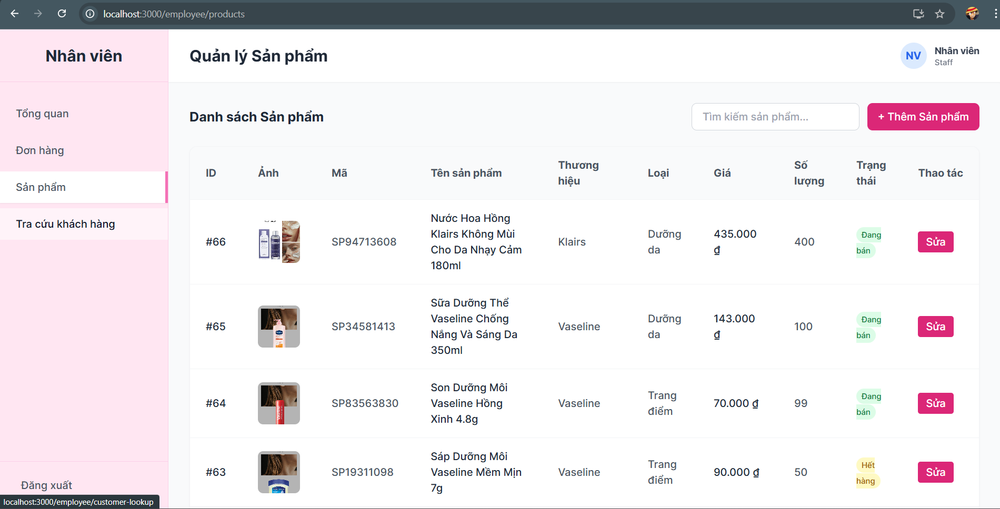 localhost:3000/employee/products
Nhân viên
Quản lý Sản phẩm
NV
Nhân viên
Staff
Tổng quan
Đơn hàng
Sản phẩm
Tra cứu khách hàng
Danh sách Sản phẩm
Tìm kiếm sản phẩm...
+ Thêm Sản phẩm
ID
Ảnh
Mã
Tên sản phẩm
Thương
hiệu
Loại
Giá
Số
lượng
Trạng
thái
Thao tác
#66
SP94713608
Nước Hoa Hồng
Klairs Không Mùi
Cho Da Nhạy Cảm
180ml
Klairs
Dưỡng
da
435.000
₫
400
Đang
bán
Sửa
#65
SP34581413
Sữa Dưỡng Thể
Vaseline Chống
Nắng Và Sáng Da
350ml
Vaseline
Dưỡng
da
143.000
₫
100
Đang
bán
Sửa
#64
SP83563830
Son Dưỡng Môi
Vaseline Hồng
Xinh 4.8g
Vaseline
Trang
điểm
70.000 ₫
99
Đang
bán
Sửa
#63
SP19311098
Sáp Dưỡng Môi
Vaseline Mềm Mịn
7g
Vaseline
Trang
điểm
90.000 ₫
50
Hết
hàng
Sửa
Đăng xuất
localhost:3000/employee/customer-lookup